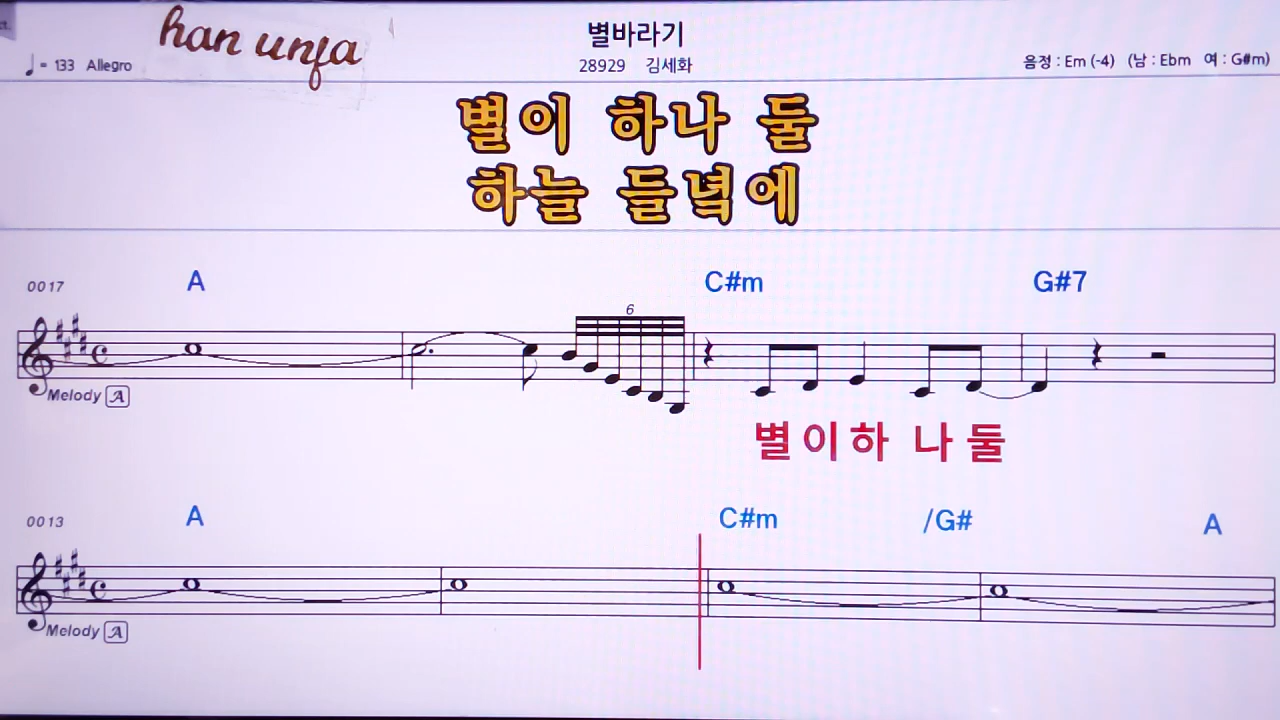 han unfa
별바라기
♩ = 133 Allegro
28929 김세화
음정 : Em (-4) (남 : Ebm 여 : G#m)
별이 하나 둘
하늘 들녘에
0017 A C#m G#7
6
Melody A
별이하 나둘
0013 A C#m /G# A
Melody A